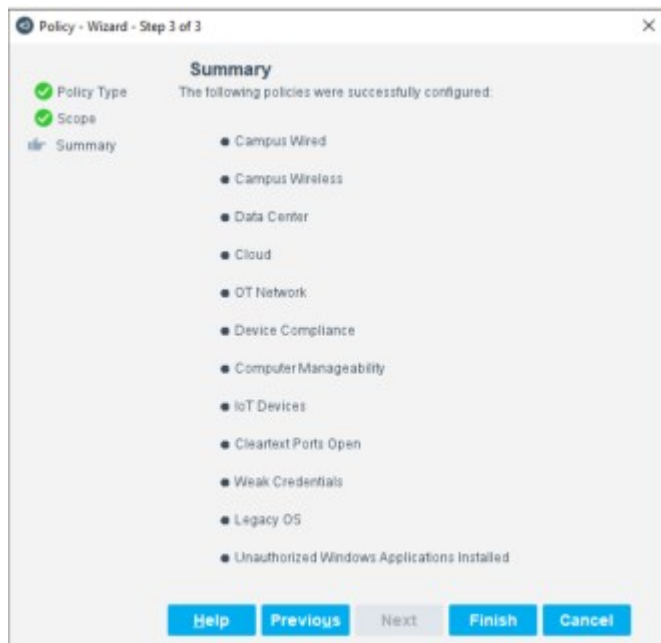 Policy - Wizard - Step 3 of 3
Policy Type
Scope
Summary
Summary
The following policies were successfully configured:
Campus Wired
Campus Wireless
Data Center
Cloud
OT Network
Device Compliance
Computer Manageability
IoT Devices
Cleartext Ports Open
Weak Credentials
Legacy OS
Unauthorized Windows Applications Installed
Help Previous Next Finish Cancel